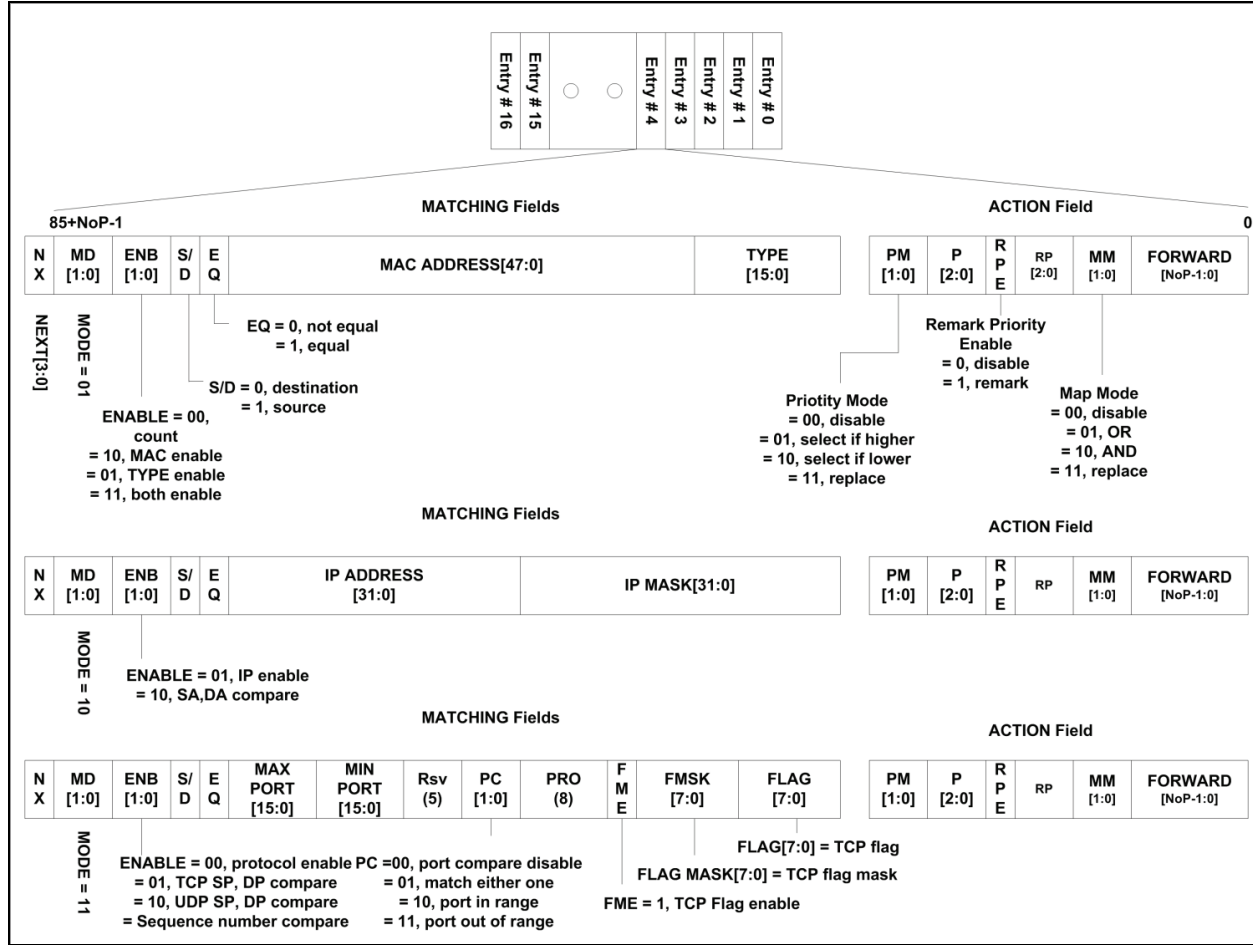 Entry # 16
Entry # 15
Entry # 4
Entry # 3
Entry # 2
Entry # 1
Entry # 0
MATCHING Fields
ACTION Field
85+NoP-1
0
N
X
MD
[1:0]
ENB
[1:0]
S/
D
E
Q
MAC ADDRESS[47:0]
TYPE
[15:0]
PM
[1:0]
P
[2:0]
R
P
E
RP
[2:0]
MM
[1:0]
FORWARD
[NoP-1:0]
NEXT[3:0]
MODE = 01
EQ = 0, not equal
= 1, equal
S/D = 0, destination
= 1, source
ENABLE = 00,
count
= 10, MAC enable
= 01, TYPE enable
= 11, both enable
Priotity Mode
= 00, disable
= 01, select if higher
= 10, select if lower
= 11, replace
Remark Priority
Enable
= 0, disable
= 1, remark
Map Mode
= 00, disable
= 01, OR
= 10, AND
= 11, replace
MATCHING Fields
ACTION Field
N
X
MD
[1:0]
ENB
[1:0]
S/
D
E
Q
IP ADDRESS
[31:0]
IP MASK[31:0]
PM
[1:0]
P
[2:0]
R
P
E
RP
MM
[1:0]
FORWARD
[NoP-1:0]
MODE = 10
ENABLE = 01, IP enable
= 10, SA,DA compare
MATCHING Fields
ACTION Field
N
X
MD
[1:0]
ENB
[1:0]
S/
D
E
Q
MAX
PORT
[15:0]
MIN
PORT
[15:0]
Rsv
(5)
PC
[1:0]
PRO
(8)
F
M
E
FMSK
[7:0]
FLAG
[7:0]
PM
[1:0]
P
[2:0]
R
P
E
RP
MM
[1:0]
FORWARD
[NoP-1:0]
MODE = 11
ENABLE = 00, protocol enable
= 01, TCP SP, DP compare
= 10, UDP SP, DP compare
= Sequence number compare
PC =00, port compare disable
= 01, match either one
= 10, port in range
= 11, port out of range
FLAG[7:0] = TCP flag
FLAG MASK[7:0] = TCP flag mask
FME = 1, TCP Flag enable